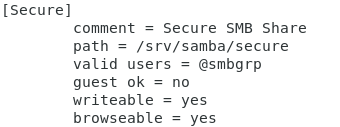 [Secure]
comment = Secure SMB Share
path = /srv/samba/secure
valid users = @smbgrp
guest ok = no
writeable = yes
browseable = yes